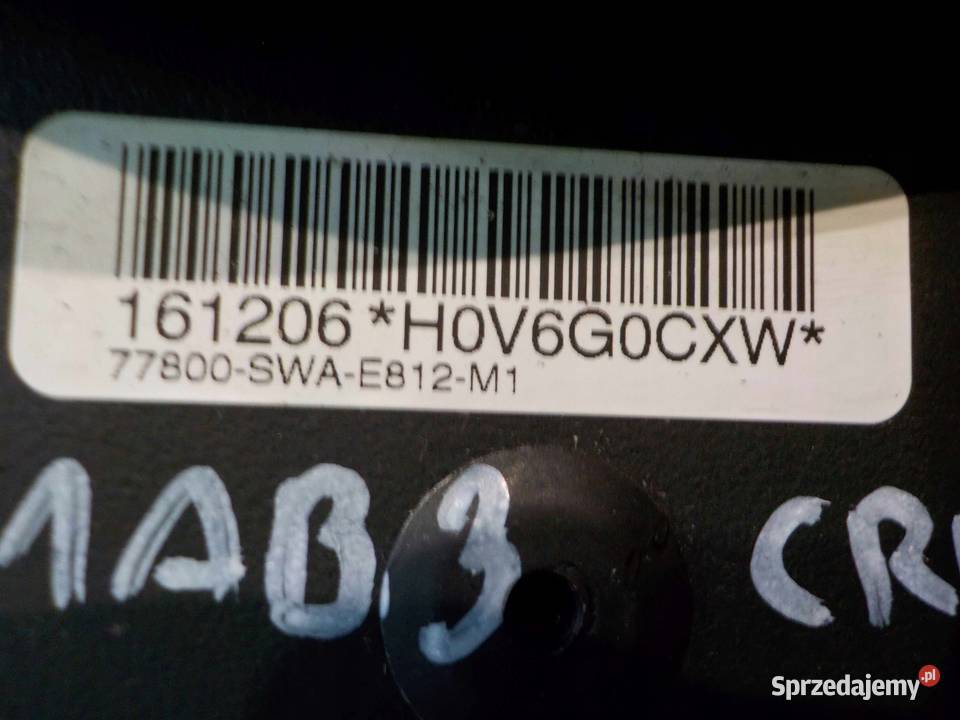 161206*H0V6G0CXW*
77800-SWA-E812-M1
1AB3 CR
Sprzedajemy.pl